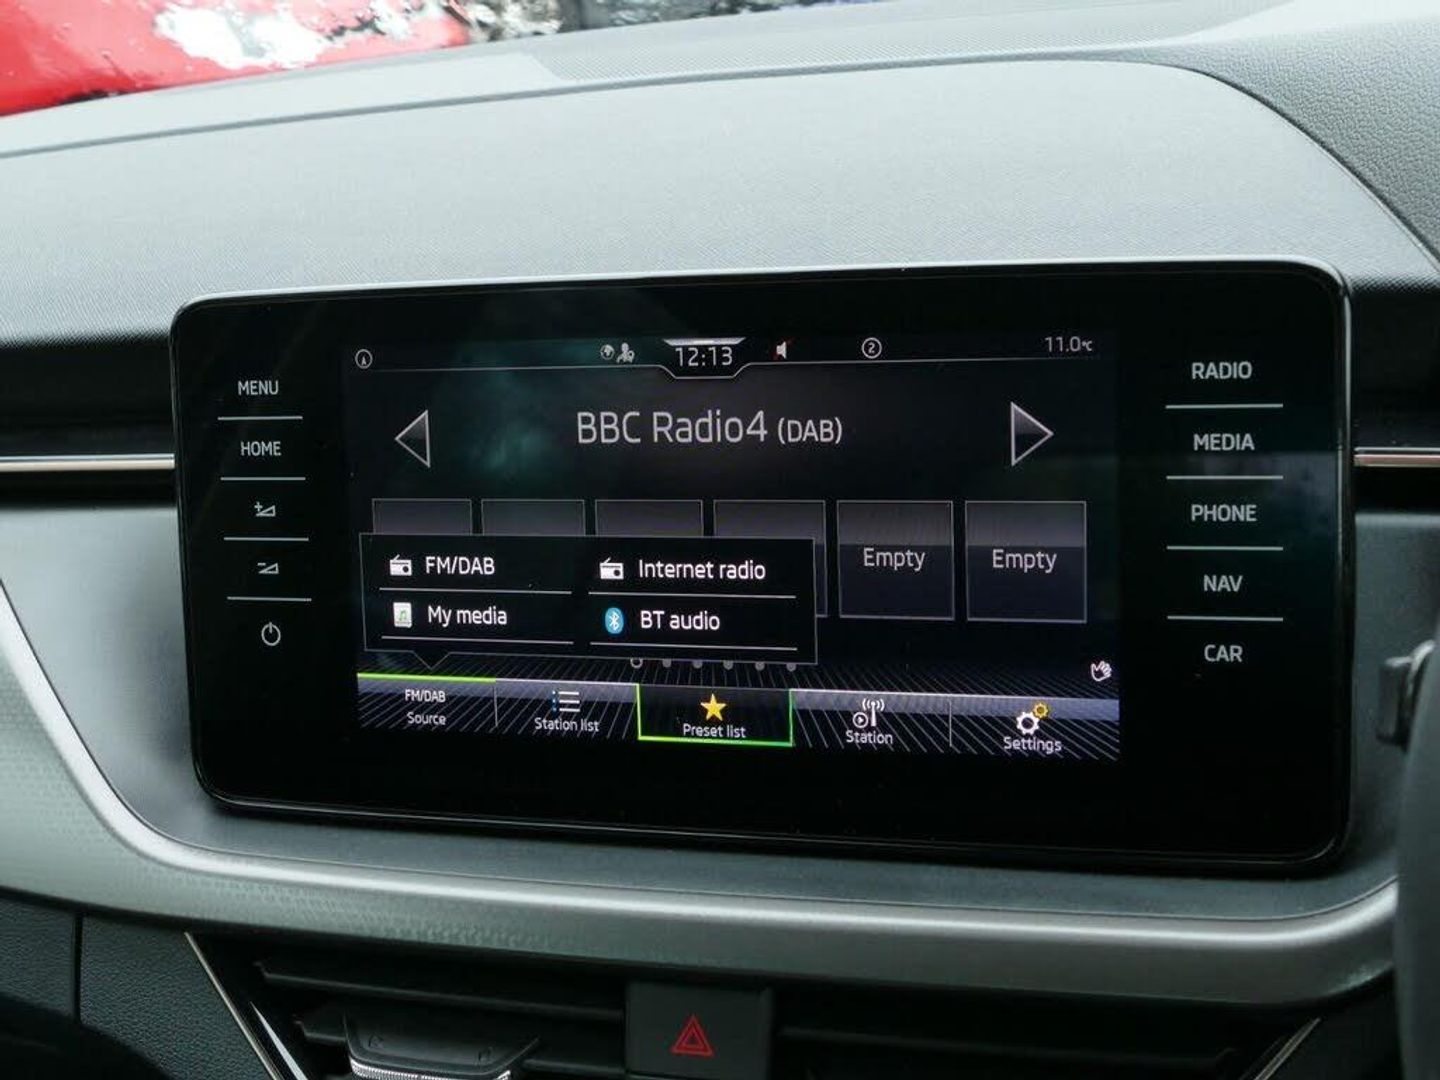 MENU
HOME
12:13
2
11.0°C
BBC Radio4 (DAB)
Empty
Empty
FM/DAB
Internet radio
My media
BT audio
FM/DAB
Source
Station list
Preset list
Station
Settings
RADIO
MEDIA
PHONE
NAV
CAR